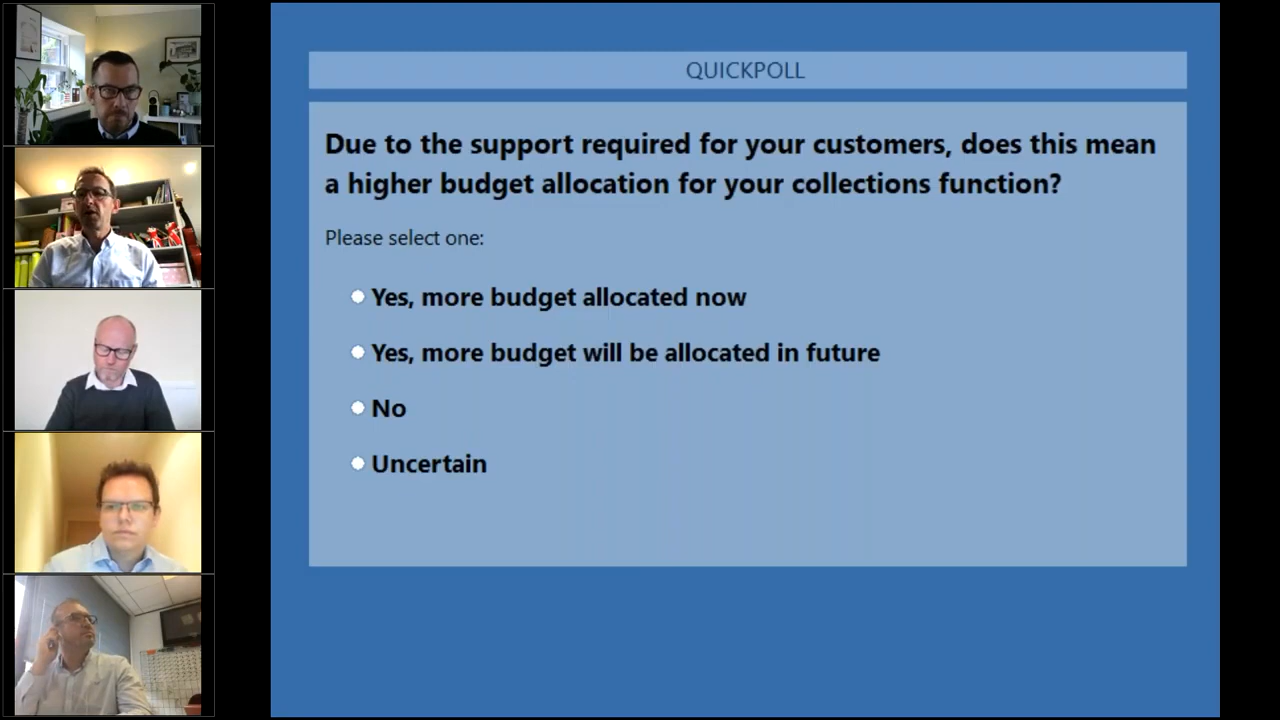 QUICKPOLL
Due to the support required for your customers, does this mean
a higher budget allocation for your collections function?
Please select one:
Yes, more budget allocated now
Yes, more budget will be allocated in future
No
Uncertain